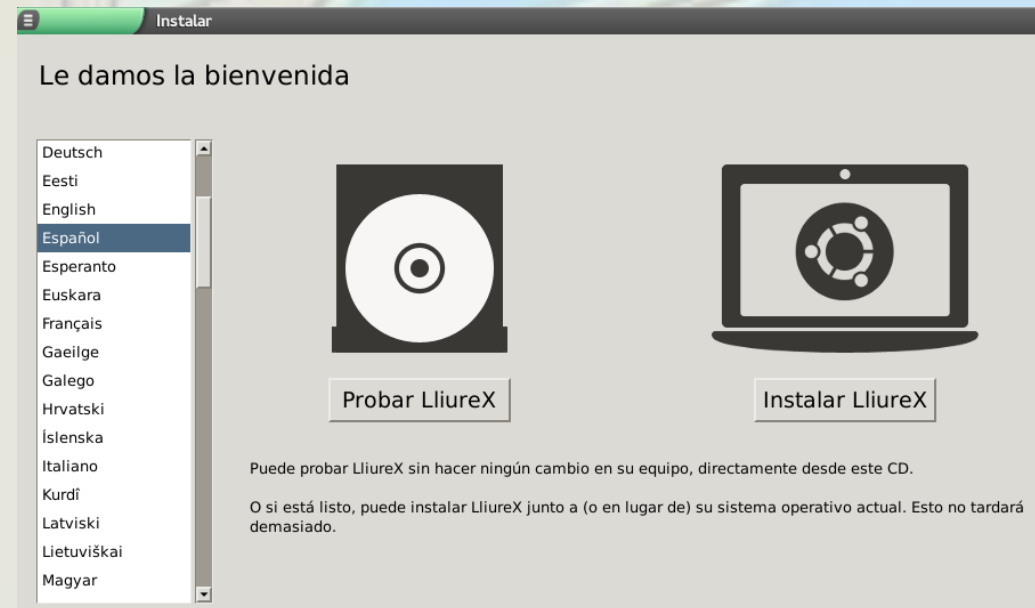 Instalar
Le damos la bienvenida
Deutsch
Eesti
English
Español
Esperanto
Euskara
Français
Gaeilge
Galego
Hrvatski
Íslenska
Italiano
Kurdî
Latviski
Lietuviškai
Magyar
Probar LliureX
Instalar LliureX
Puede probar LliureX sin hacer ningún cambio en su equipo, directamente desde este CD.
O si está listo, puede instalar LliureX junto a (o en lugar de) su sistema operativo actual. Esto no tardará
demasiado.